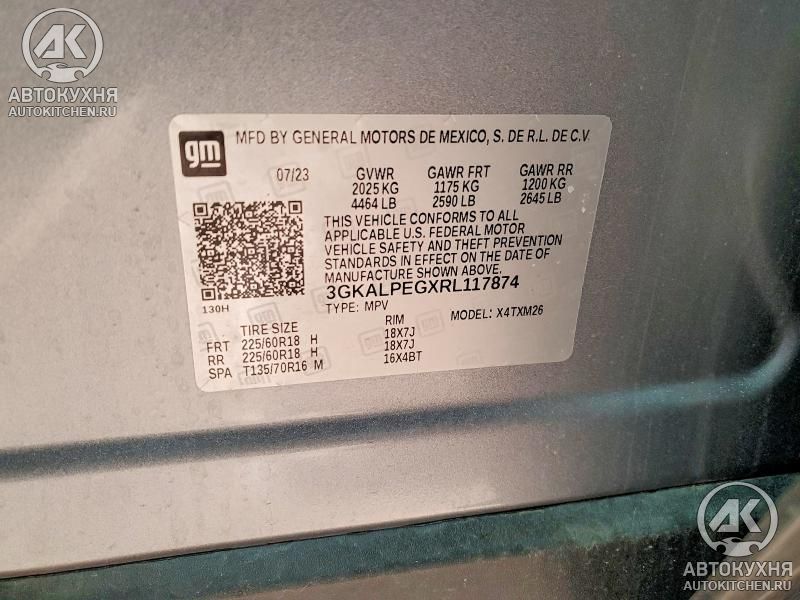 AK
АВТОКУХНЯ
AUTOKITCHEN.RU
gm
MFD BY GENERAL MOTORS DE MEXICO, S. DE R.L. DE C.V.
07/23 GVWR GAWR FRT GAWR RR
2025 KG 1175 KG 1200 KG
4464 LB 2590 LB 2645 LB
THIS VEHICLE CONFORMS TO ALL
APPLICABLE U.S. FEDERAL MOTOR
VEHICLE SAFETY AND THEFT PREVENTION
STANDARDS IN EFFECT ON THE DATE OF
MANUFACTURE SHOWN ABOVE.
3GKALPEGXRL117874
130H
TYPE: MPV MODEL: X4TXM26
TIRE SIZE RIM
FRT 225/60R18 H 18X7J
RR 225/60R18 H 18X7J
SPA T135/70R16 M 16X4BT
AK
АВТОКУХНЯ
AUTOKITCHEN.RU